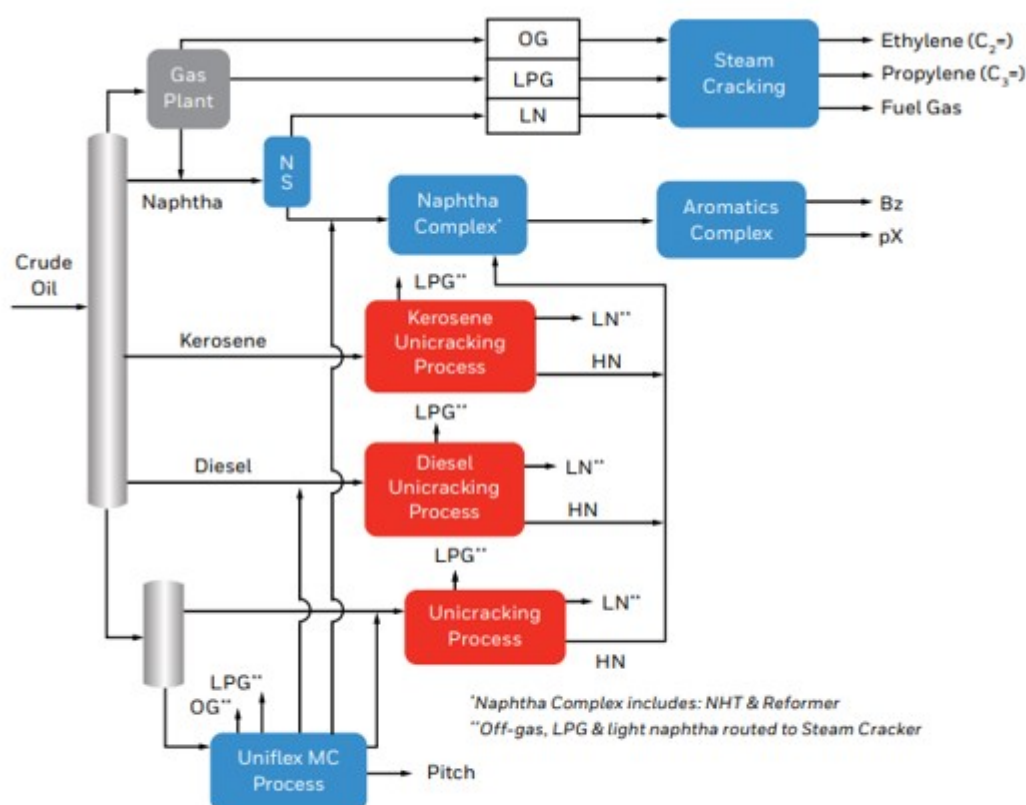 Gas
Plant
OG
LPG
LN
Steam
Cracking
Ethylene (C₂=)
Propylene (C₃=)
Fuel Gas
N
S
Naphtha
Naphtha
Complex*
Aromatics
Complex
Bz
pX
Crude
Oil
LPG**
Kerosene
Kerosene
Unicracking
Process
LN**
HN
LPG**
Diesel
Diesel
Unicracking
Process
LN**
HN
LPG**
Unicracking
Process
LN**
HN
LPG**
OG**
Uniflex MC
Process
Pitch
*Naphtha Complex includes: NHT & Reformer
**Off-gas, LPG & light naphtha routed to Steam Cracker